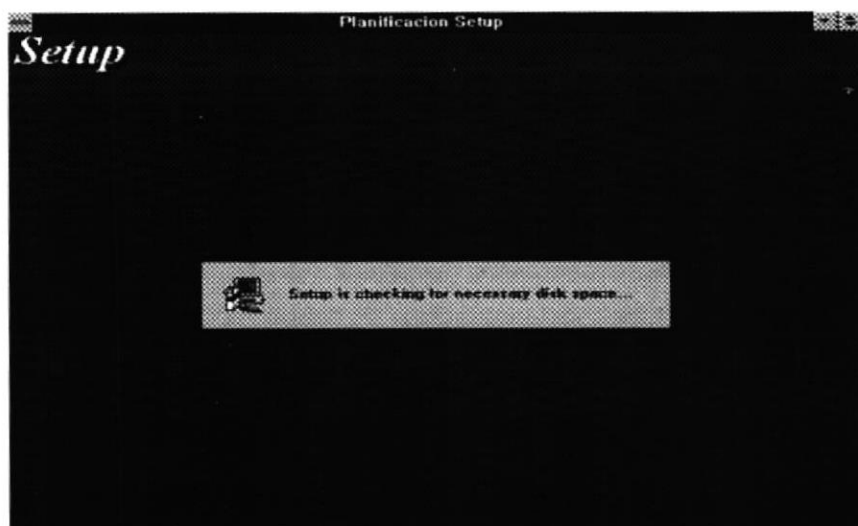 Planificacion Setup
Setup
Setup is checking for necessary disk space...